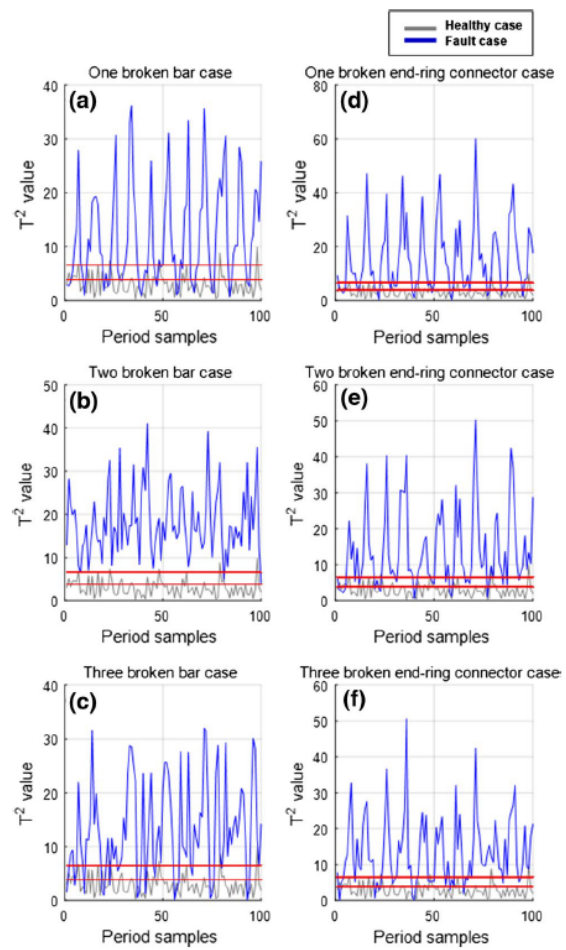 Healthy case
Fault case
One broken bar case
(a)
40
30
20
10
0
T² value
0
50
100
Period samples
One broken end-ring connector case
(d)
80
60
40
20
0
T² value
0
50
100
Period samples
Two broken bar case
(b)
50
40
30
20
10
0
T² value
0
50
100
Period samples
Two broken end-ring connector case
(e)
60
50
40
30
20
10
0
T² value
0
50
100
Period samples
Three broken bar case
(c)
40
30
20
10
0
T² value
0
50
100
Period samples
Three broken end-ring connector cases
(f)
60
50
40
30
20
10
0
T² value
0
50
100
Period samples